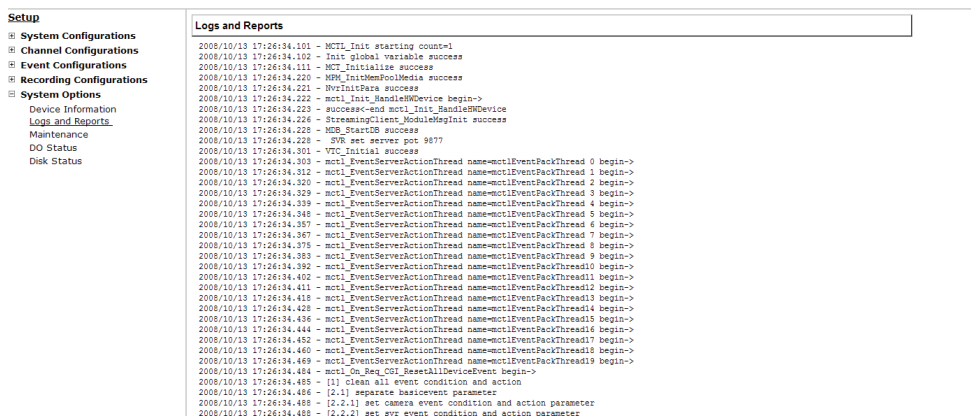 Setup
System Configurations
Channel Configurations
Event Configurations
Recording Configurations
System Options
Device Information
Logs and Reports
Maintenance
DO Status
Disk Status
Logs and Reports
2008/10/13 17:26:34.101 - MCTL_Init starting count=1
2008/10/13 17:26:34.102 - Init global variable success
2008/10/13 17:26:34.111 - MCT_Initialize success
2008/10/13 17:26:34.220 - MPM_InitMemPoolMedia success
2008/10/13 17:26:34.221 - NvrInitPara success
2008/10/13 17:26:34.222 - mctl_Init_HandleHWDevice begin->
2008/10/13 17:26:34.223 - success<-end mctl_Init_HandleHWDevice
2008/10/13 17:26:34.226 - StreamingClient_ModuleMsgInit success
2008/10/13 17:26:34.228 - MDB_StartDB success
2008/10/13 17:26:34.228 - SVR set server pot 9877
2008/10/13 17:26:34.301 - VTC_Initial success
2008/10/13 17:26:34.303 - mctl_EventServerActionThread name=mctlEventPackThread 0 begin->
2008/10/13 17:26:34.312 - mctl_EventServerActionThread name=mctlEventPackThread 1 begin->
2008/10/13 17:26:34.320 - mctl_EventServerActionThread name=mctlEventPackThread 2 begin->
2008/10/13 17:26:34.329 - mctl_EventServerActionThread name=mctlEventPackThread 3 begin->
2008/10/13 17:26:34.339 - mctl_EventServerActionThread name=mctlEventPackThread 4 begin->
2008/10/13 17:26:34.348 - mctl_EventServerActionThread name=mctlEventPackThread 5 begin->
2008/10/13 17:26:34.357 - mctl_EventServerActionThread name=mctlEventPackThread 6 begin->
2008/10/13 17:26:34.367 - mctl_EventServerActionThread name=mctlEventPackThread 7 begin->
2008/10/13 17:26:34.375 - mctl_EventServerActionThread name=mctlEventPackThread 8 begin->
2008/10/13 17:26:34.383 - mctl_EventServerActionThread name=mctlEventPackThread 9 begin->
2008/10/13 17:26:34.392 - mctl_EventServerActionThread name=mctlEventPackThread10 begin->
2008/10/13 17:26:34.402 - mctl_EventServerActionThread name=mctlEventPackThread11 begin->
2008/10/13 17:26:34.411 - mctl_EventServerActionThread name=mctlEventPackThread12 begin->
2008/10/13 17:26:34.418 - mctl_EventServerActionThread name=mctlEventPackThread13 begin->
2008/10/13 17:26:34.428 - mctl_EventServerActionThread name=mctlEventPackThread14 begin->
2008/10/13 17:26:34.436 - mctl_EventServerActionThread name=mctlEventPackThread15 begin->
2008/10/13 17:26:34.444 - mctl_EventServerActionThread name=mctlEventPackThread16 begin->
2008/10/13 17:26:34.452 - mctl_EventServerActionThread name=mctlEventPackThread17 begin->
2008/10/13 17:26:34.460 - mctl_EventServerActionThread name=mctlEventPackThread18 begin->
2008/10/13 17:26:34.469 - mctl_EventServerActionThread name=mctlEventPackThread19 begin->
2008/10/13 17:26:34.484 - mctl_On_Req_CGI_ResetAllDeviceEvent begin->
2008/10/13 17:26:34.485 - [1] clean all event condition and action
2008/10/13 17:26:34.486 - [2.1] separate basicevent parameter
2008/10/13 17:26:34.488 - [2.2.1] set camera event condition and action parameter
2008/10/13 17:26:34.488 - [2.2.2] set svr event condition and action parameter